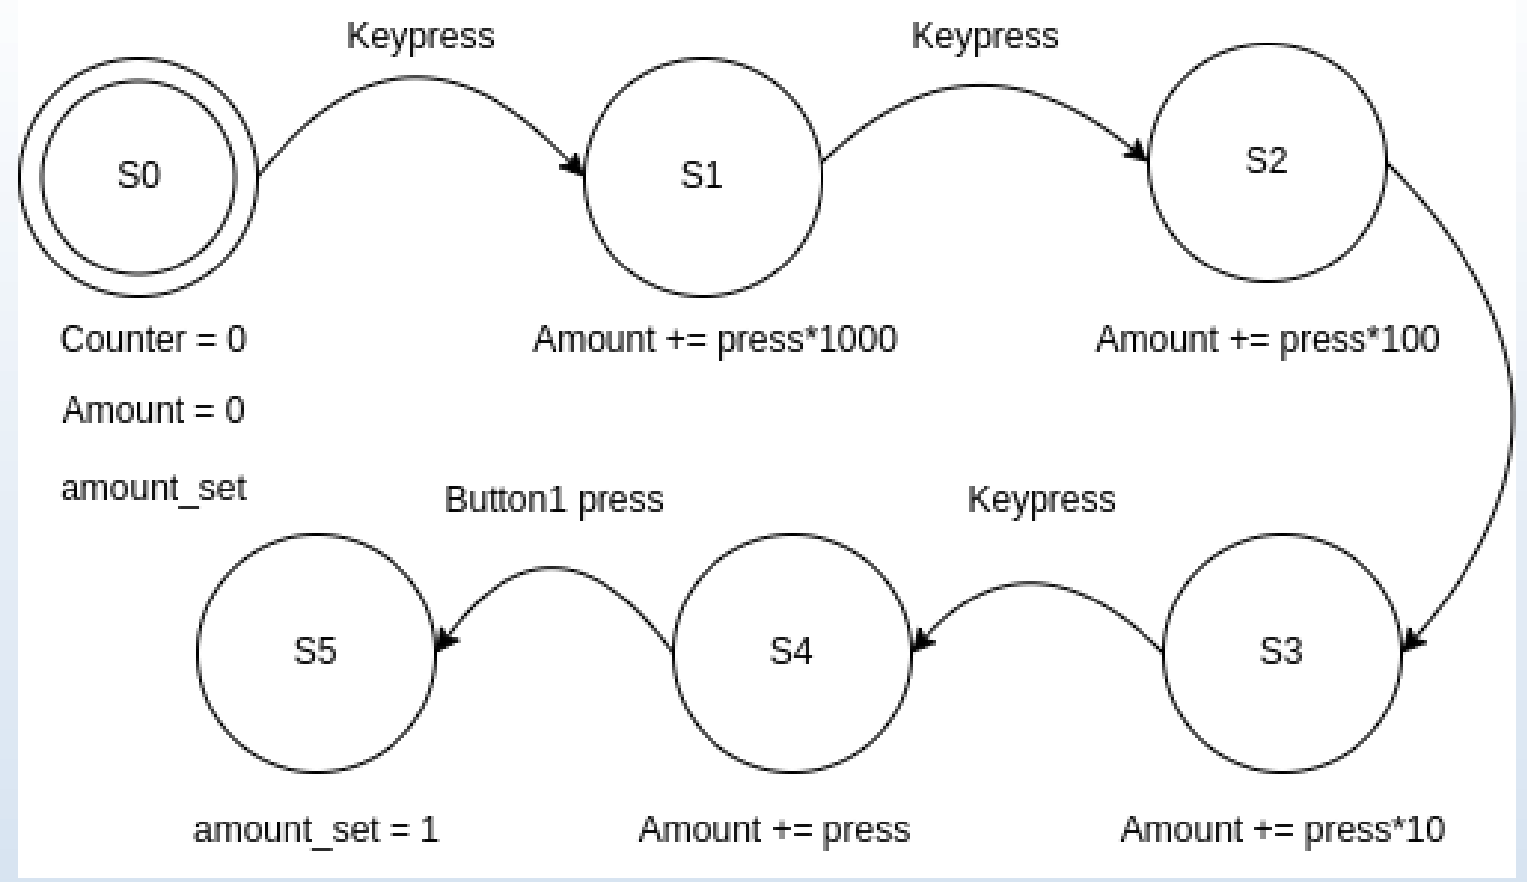 Keypress
Keypress
S0
S1
S2
Counter = 0
Amount += press*1000
Amount += press*100
Amount = 0
amount_set
Button1 press
Keypress
S5
S4
S3
amount_set = 1
Amount += press
Amount += press*10